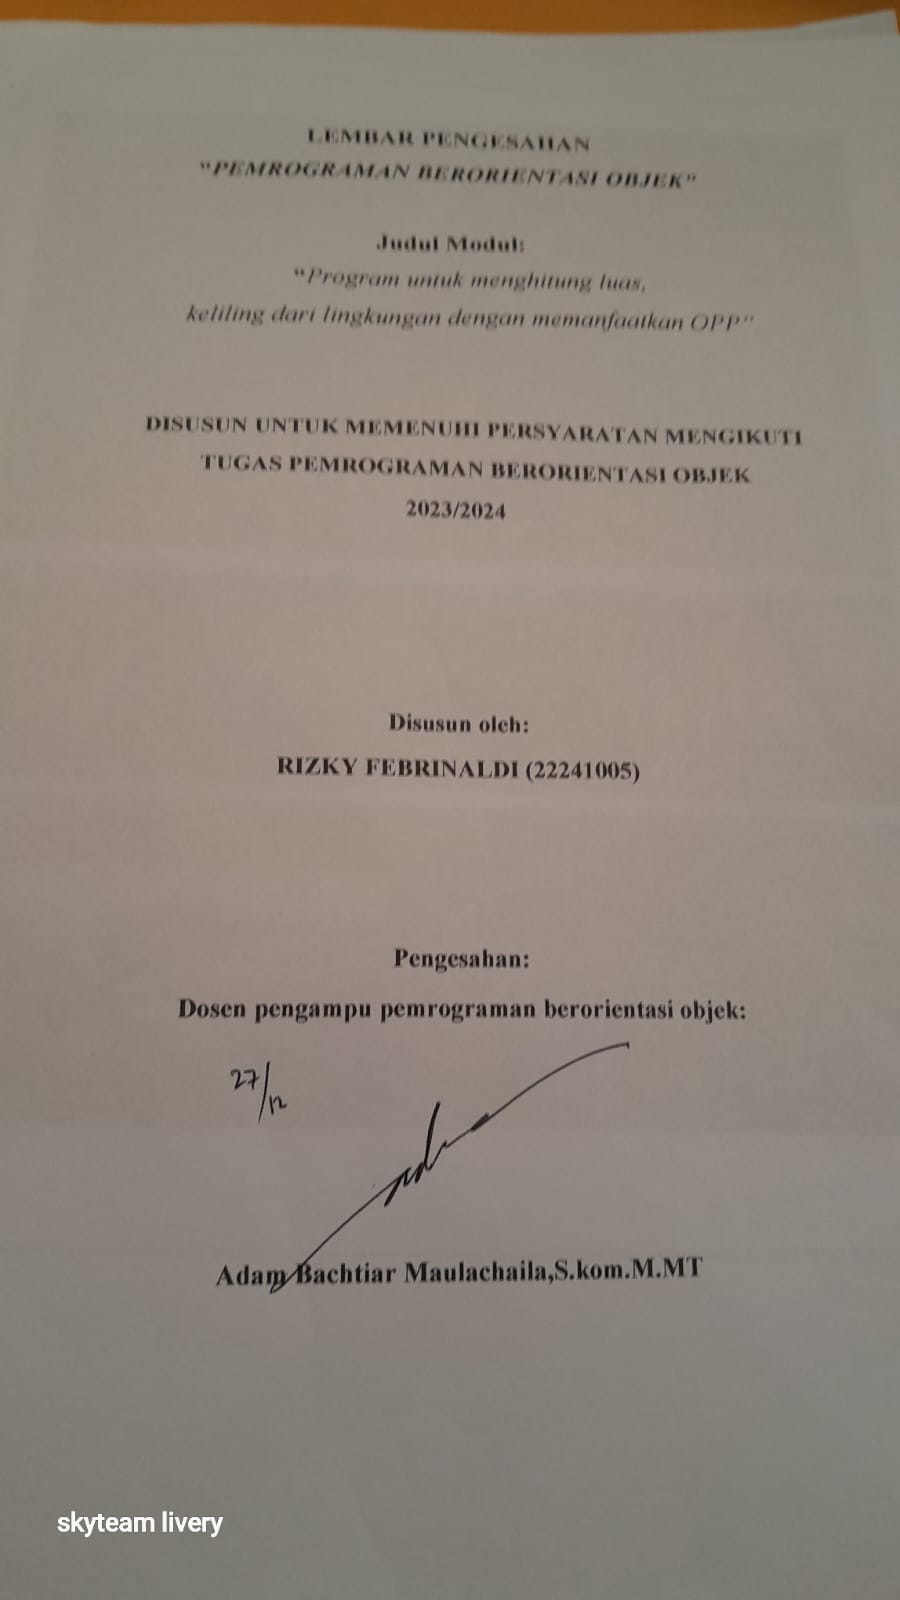 LEMBAR PENGESAHAN
"PEMROGRAMAN BERORIENTASI OBJEK"
Judul Modul:
"Program untuk menghitung luas,
keliling dari lingkungan dengan memanfaatkan OPP"
DISUSUN UNTUK MEMENUHI PERSYARATAN MENGIKUTI
TUGAS PEMROGRAMAN BERORIENTASI OBJEK
2023/2024
Disusun oleh:
RIZKY FEBRINALDI (22241005)
Pengesahan:
Dosen pengampu pemrograman berorientasi objek:
27/12
Adam Bachtiar Maulachaila,S.kom.M.MT
skyteam livery